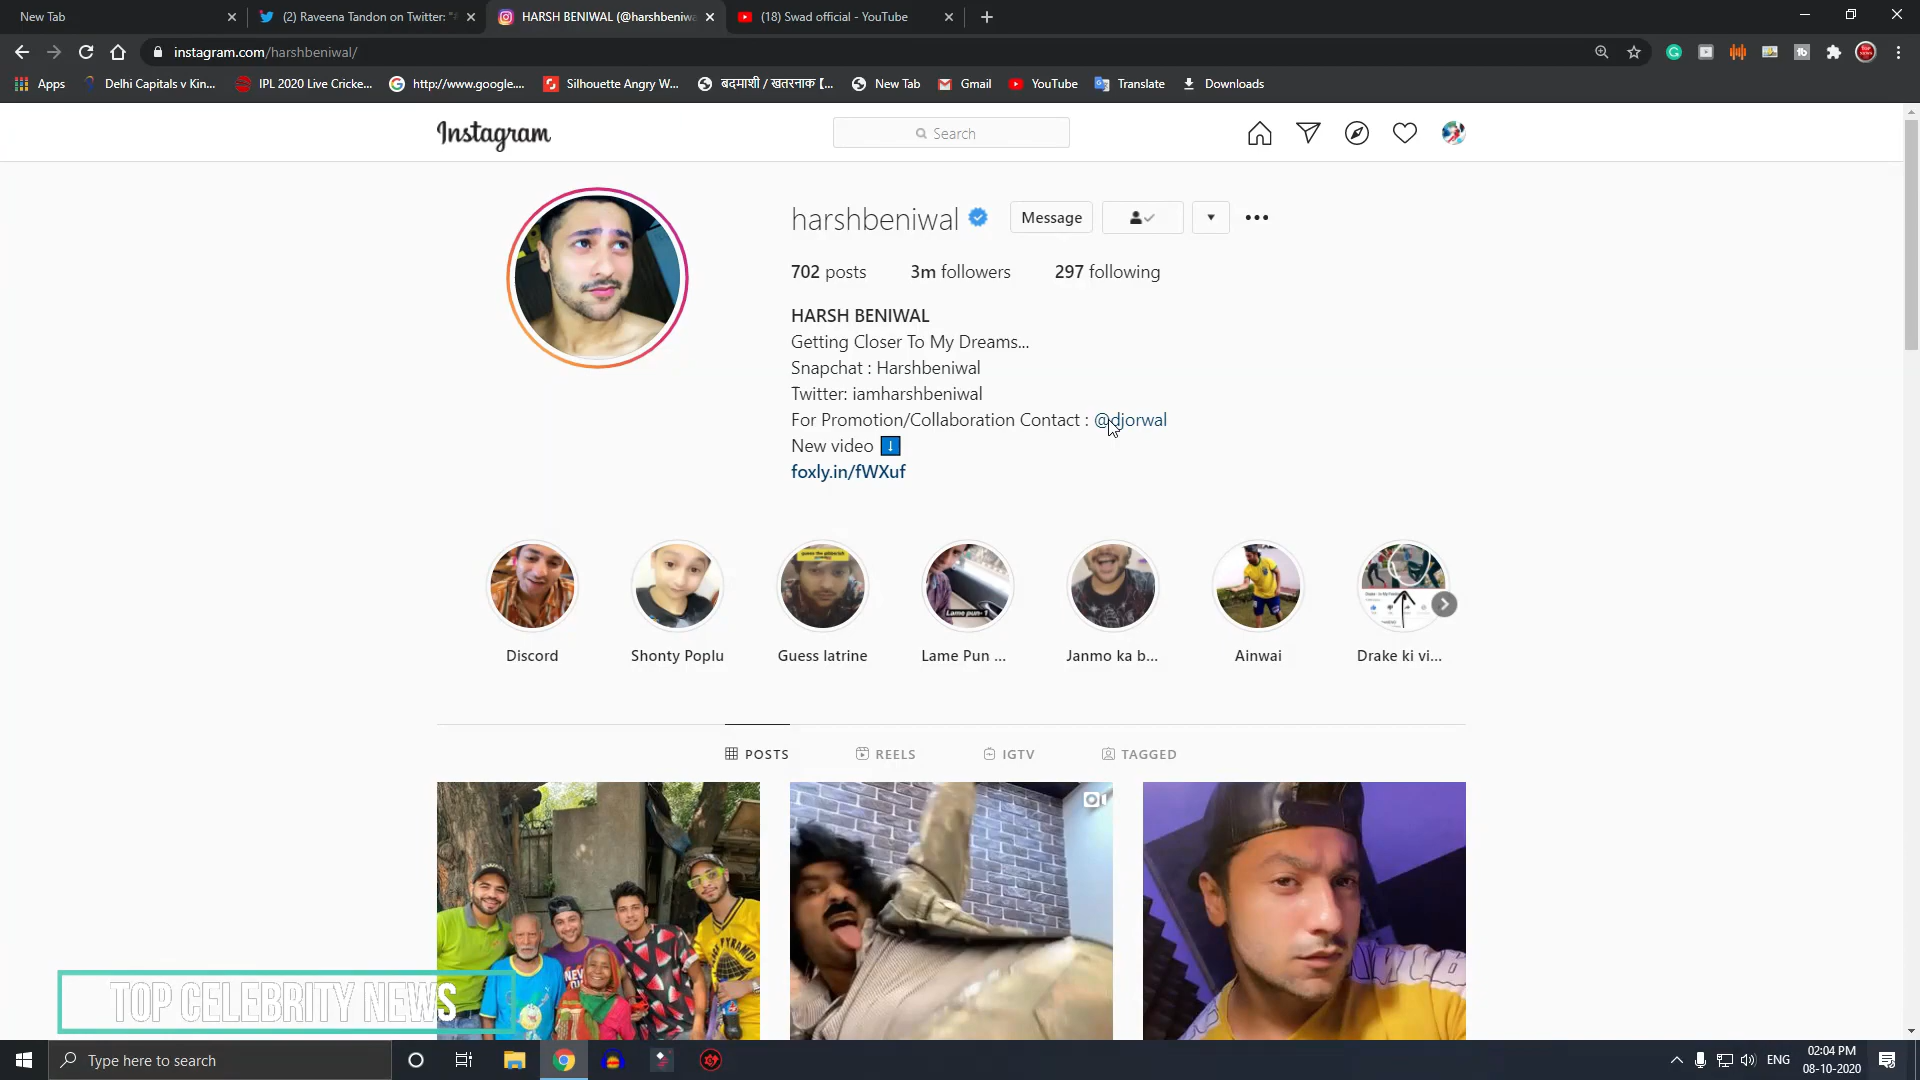 New Tab
(2) Raveena Tandon on Twitter: "
HARSH BENIWAL (@harshbeniwa
(18) Swad official - YouTube
instagram.com/harshbeniwal/
Apps
Delhi Capitals v Kin...
IPL 2020 Live Cricke...
http://www.google....
Silhouette Angry W...
बदमाशी / खतरनाक [...
New Tab
Gmail
YouTube
Translate
Downloads
Instagram
Search
harshbeniwal
Message
702 posts
3m followers
297 following
HARSH BENIWAL
Getting Closer To My Dreams...
Snapchat : Harshbeniwal
Twitter: iamharshbeniwal
For Promotion/Collaboration Contact : @djorwal
New video ⬇️
foxly.in/fWXuf
Lame pun- 1
Discord
Shonty Poplu
Guess latrine
Lame Pun ...
Janmo ka b...
Ainwai
Drake ki vi...
POSTS
REELS
IGTV
TAGGED
TOP CELEBRITY NEWS
Type here to search
ENG
02:04 PM
08-10-2020